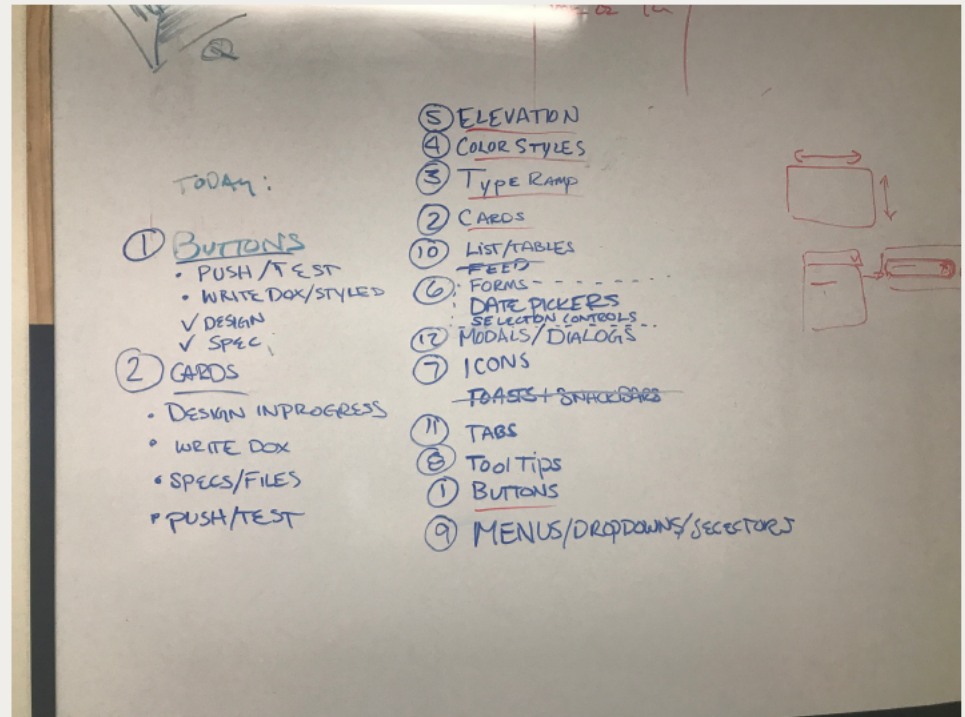 TODAY:
① BUTTONS
• PUSH/TEST
• WRITE DOX/STYLED
✓ DESIGN
✓ SPEC
② CARDS
• DESIGN INPROGRESS
• WRITE DOX
• SPECS/FILES
• PUSH/TEST
⑤ ELEVATION
④ COLOR STYLES
③ TYPE RAMP
② CARDS
⑩ LIST/TABLES
FEED
⑥ FORMS
DATE PICKERS
SELECTION CONTROLS
⑫ MODALS/DIALOGS
⑦ ICONS
TOASTS + SNACKBARS
⑪ TABS
⑧ TOOLTIPS
① BUTTONS
⑨ MENUS/DROPDOWNS/SELECTORS